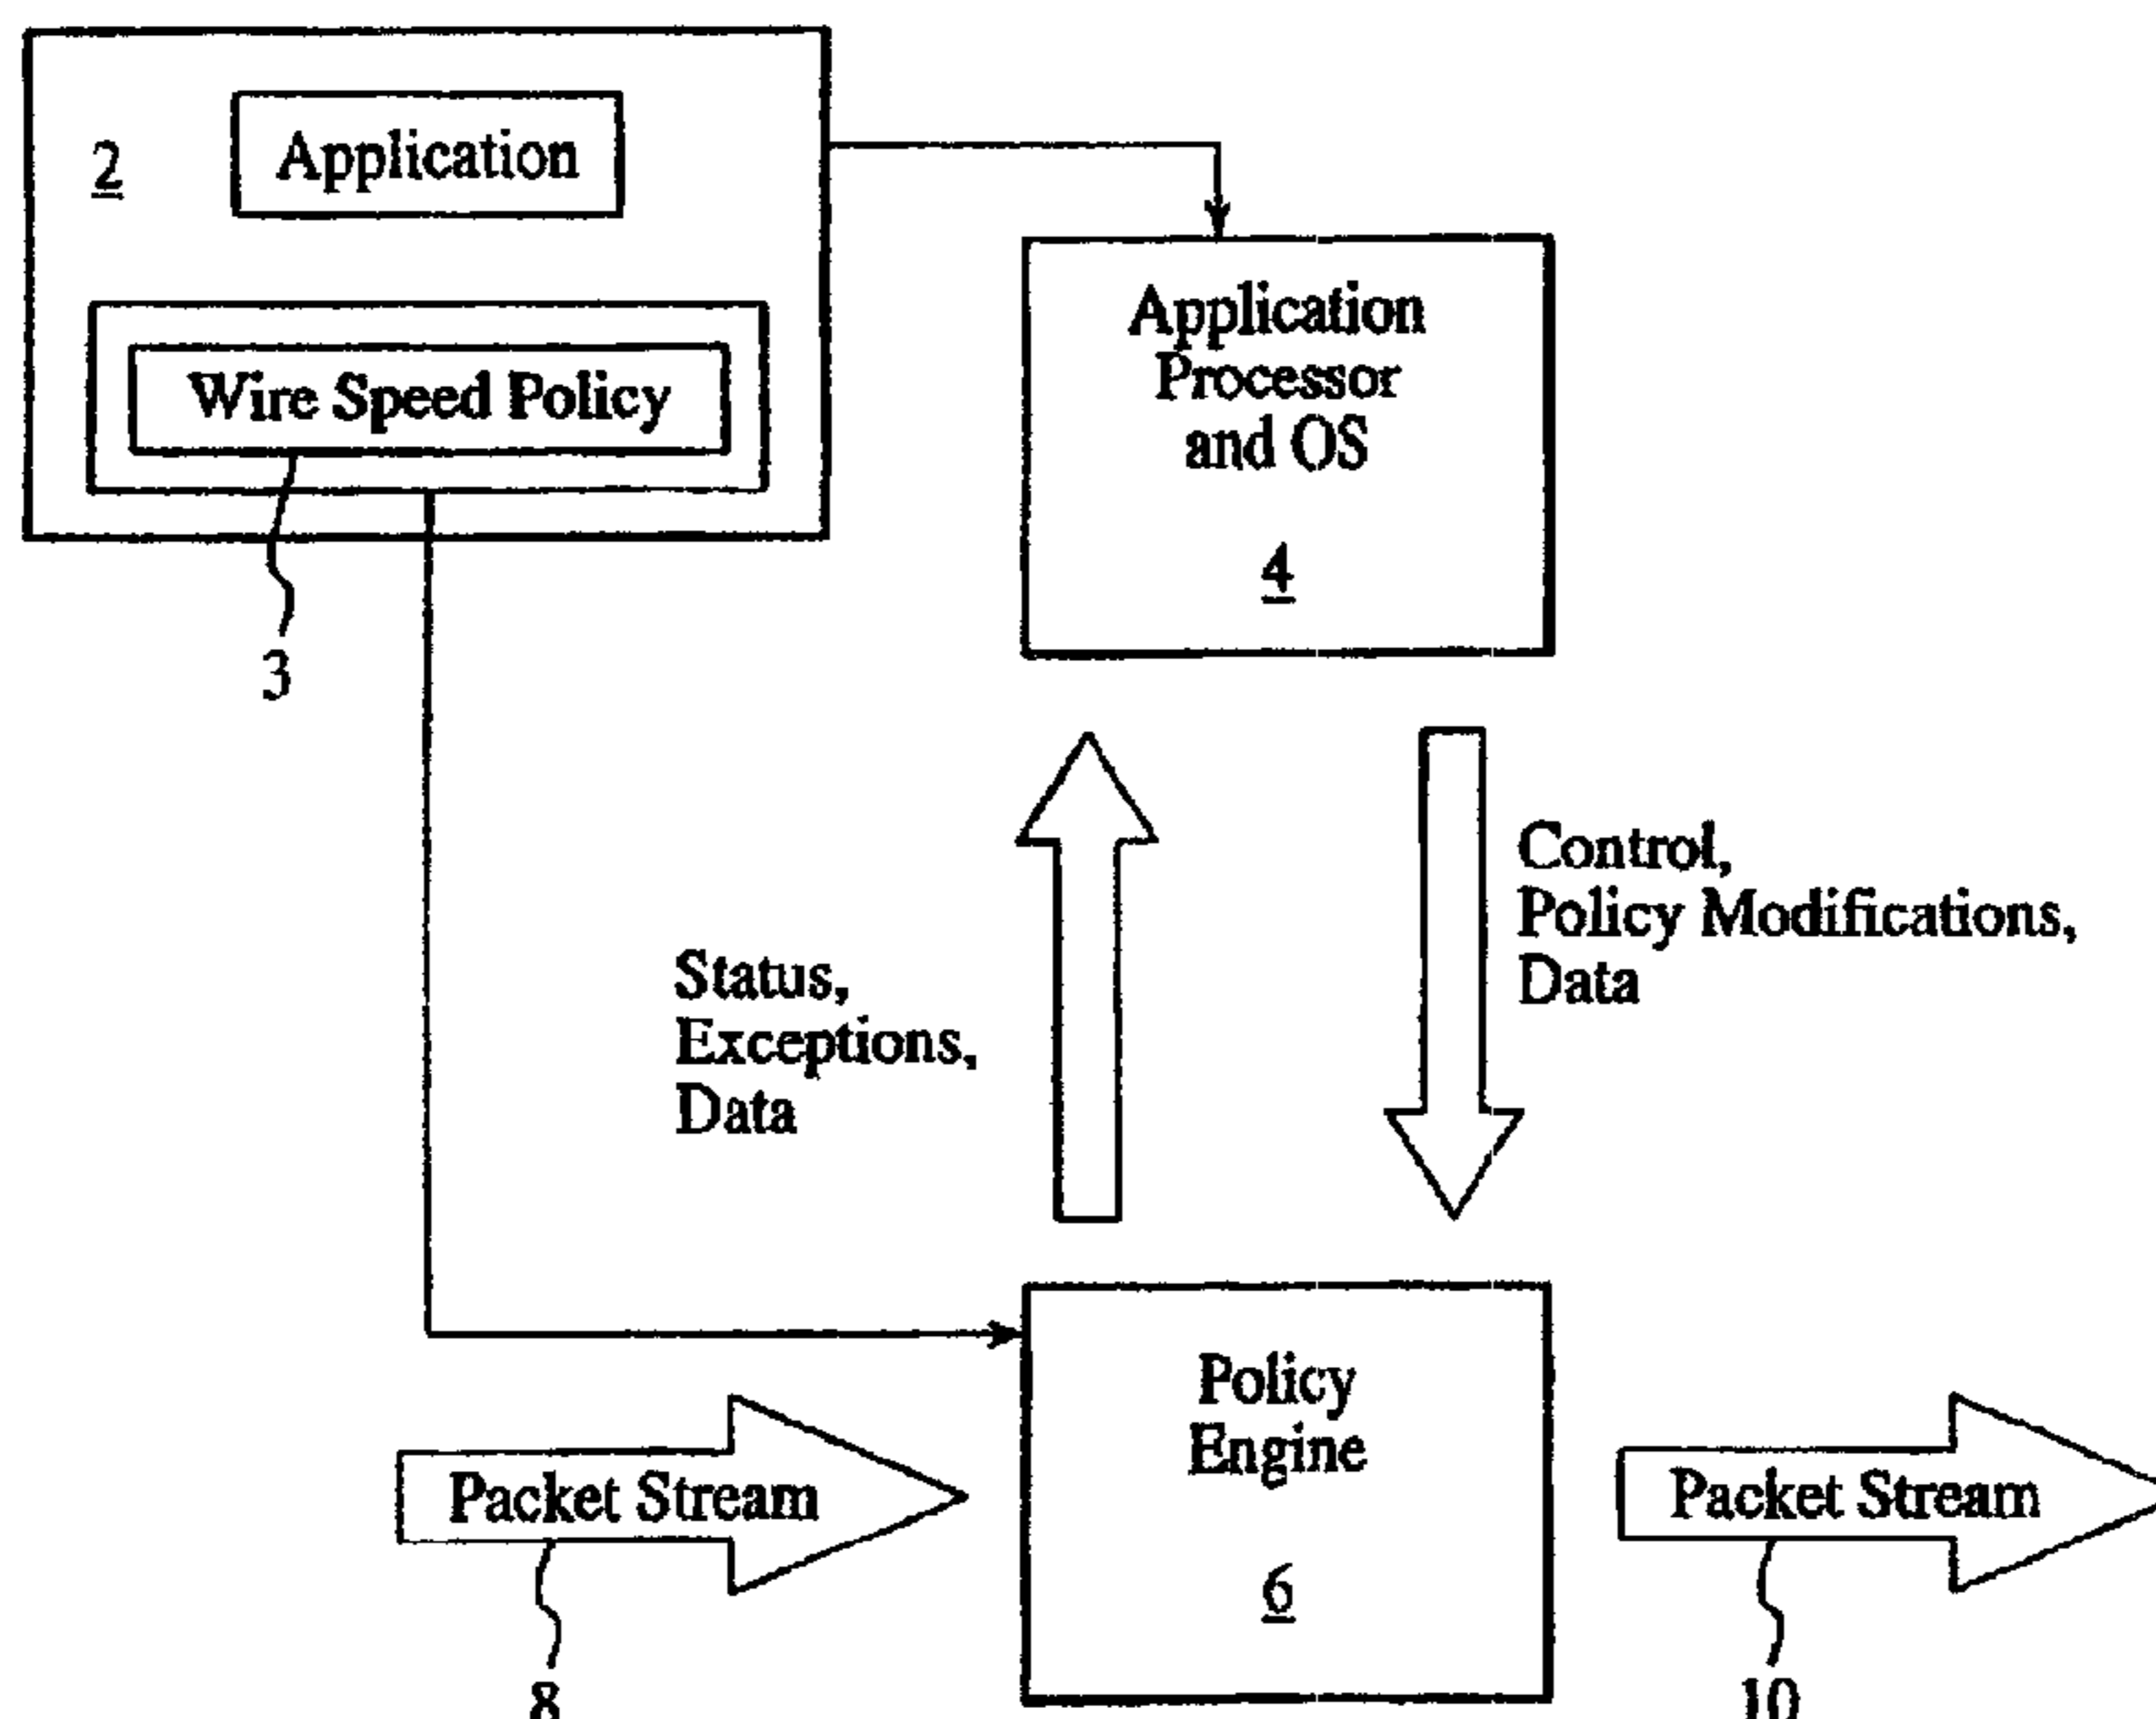 2
Application
Wire Speed Policy
3
Application
Processor
and OS
4
Status,
Exceptions,
Data
Control,
Policy Modifications,
Data
Policy
Engine
6
Packet Stream
8
Packet Stream
10